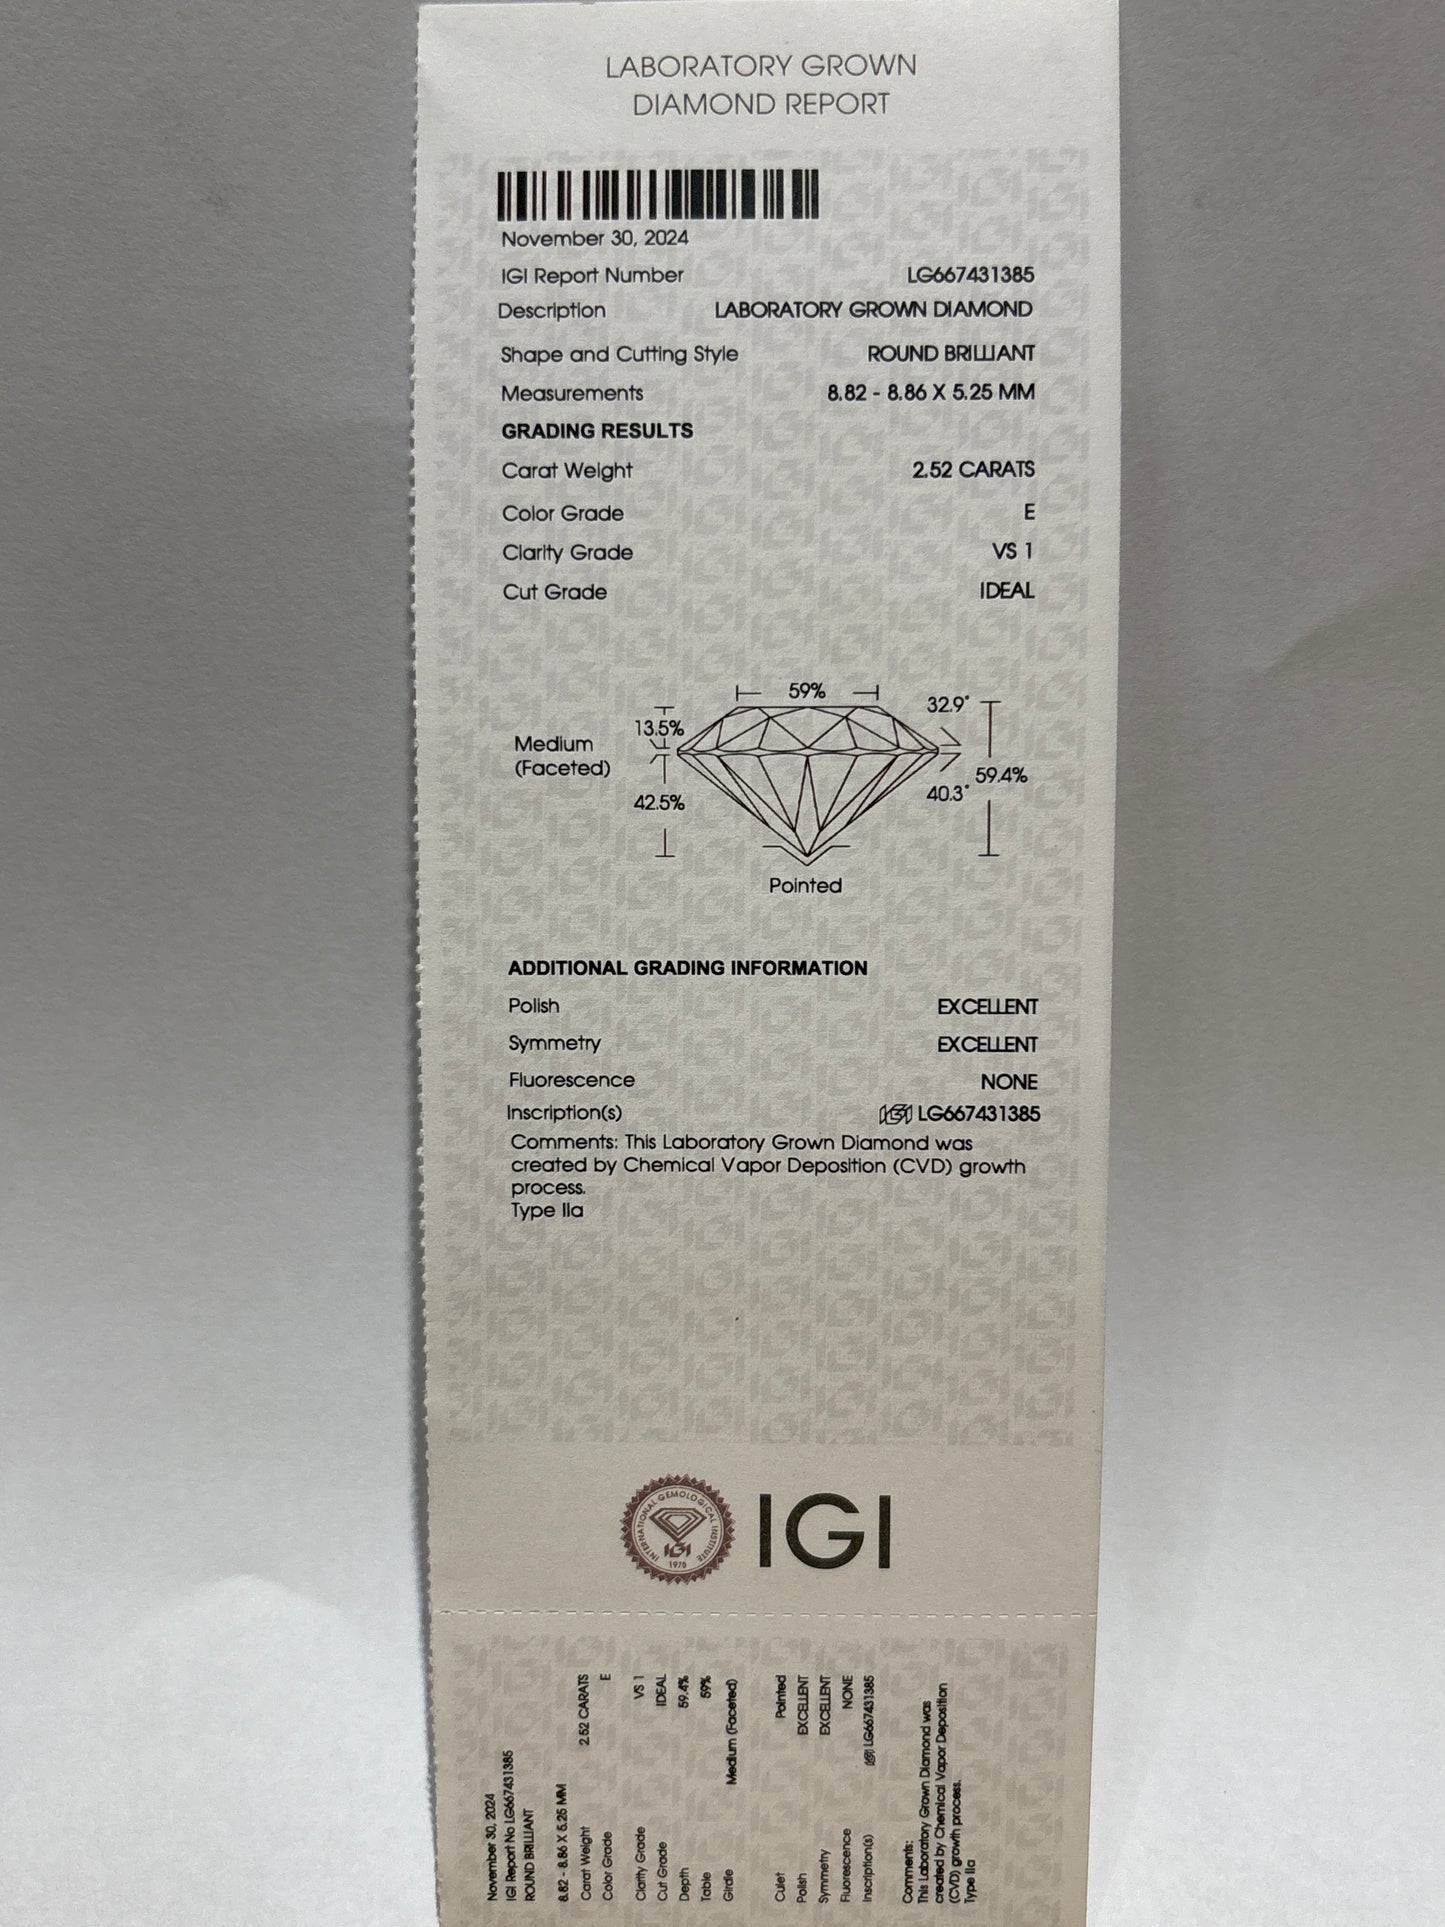 LABORATORY GROWN
DIAMOND REPORT
November 30, 2024
IGI Report Number LG667431385
Description LABORATORY GROWN DIAMOND
Shape and Cutting Style ROUND BRILLIANT
Measurements 8.82 - 8.86 X 5.25 MM
GRADING RESULTS
Carat Weight 2.52 CARATS
Color Grade E
Clarity Grade VS 1
Cut Grade IDEAL
59%
32.9°
13.5%
Medium
(Faceted)
59.4%
40.3°
42.5%
Pointed
ADDITIONAL GRADING INFORMATION
Polish EXCELLENT
Symmetry EXCELLENT
Fluorescence NONE
Inscription(s) IGI LG667431385
Comments: This Laboratory Grown Diamond was
created by Chemical Vapor Deposition (CVD) growth
process.
Type IIa
INTERNATIONAL GEMOLOGICAL INSTITUTE
IGI
1975
IGI
November 30, 2024
IGI Report No LG667431385
ROUND BRILLIANT
8.82 - 8.86 X 5.25 MM
Carat Weight 2.52 CARATS
Color Grade E
Clarity Grade VS 1
Cut Grade IDEAL
Depth 59.4%
Table 59%
Girdle Medium (Faceted)
Culet Pointed
Polish EXCELLENT
Symmetry EXCELLENT
Fluorescence NONE
Inscription(s) IGI LG667431385
Comments:
This Laboratory Grown Diamond was
created by Chemical Vapor Deposition
(CVD) growth process.
Type IIa